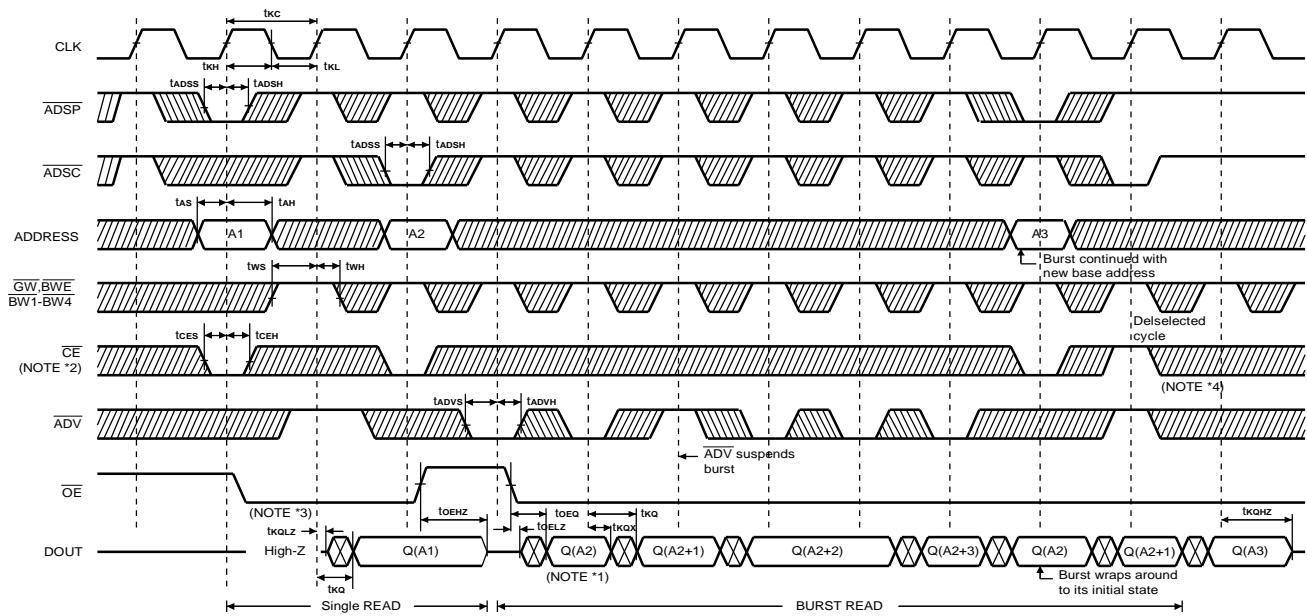 tKC
CLK
tKH
tKL
tADSS
tADSH
ADSP
tADSS
tADSH
ADSC
tAS
tAH
ADDRESS
A1
A2
A3
Burst continued with
new base address
tWS
tWH
GW,BWE
BW1-BW4
Delselected
cycle
tCES
tCEH
CE
(NOTE *2)
(NOTE *4)
tADVS
tADVH
ADV
ADV suspends
burst
OE
(NOTE *3)
tOEHZ
tOEQ
tKQ
tKQLZ
tOELZ
tKQX
tKQHZ
DOUT
High-Z
Q(A1)
Q(A2)
Q(A2+1)
Q(A2+2)
Q(A2+3)
Q(A2)
Q(A2+1)
Q(A3)
(NOTE *1)
tKQ
Burst wraps around
to its initial state
Single READ
BURST READ